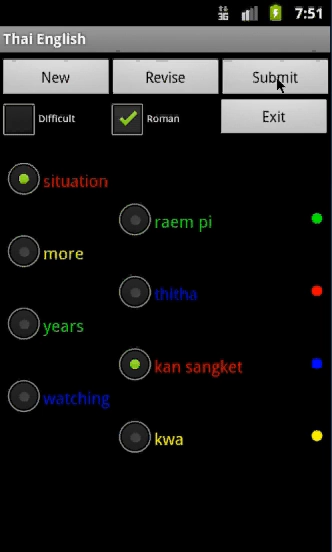 7:51
Thai English
New Revise Submit
Difficult Roman Exit
situation
raem pi
more
thitha
years
kan sangket
watching
kwa